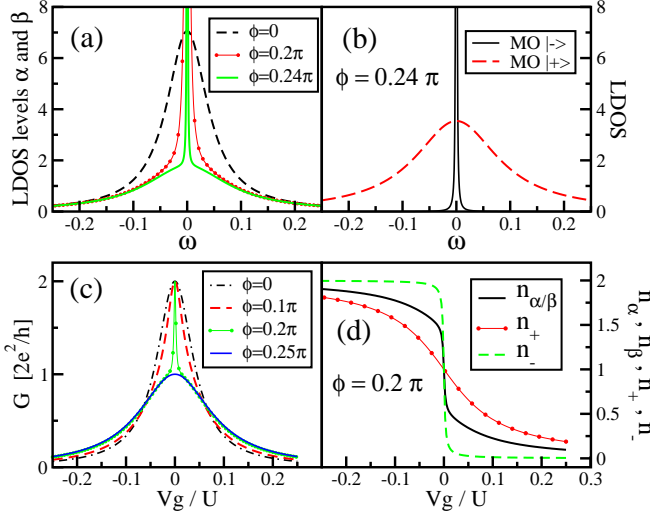 (a)
ϕ=0
ϕ=0.2π
ϕ=0.24π
LDOS levels α and β
8
6
4
2
0
-0.2 -0.1 0 0.1 0.2
ω
(b)
MO |->
MO |+>
ϕ = 0.24 π
LDOS
8
6
4
2
0
-0.2 -0.1 0 0.1 0.2
ω
(c)
ϕ=0
ϕ=0.1π
ϕ=0.2π
ϕ=0.25π
G [2e²/h]
2
1
0
-0.2 -0.1 0 0.1 0.2
Vg / U
(d)
n_α/β
n_+
n_-
ϕ = 0.2 π
n_α, n_β, n_+, n_-
2
1.5
1
0.5
0
-0.2 -0.1 0 0.1 0.2 0.3
Vg / U